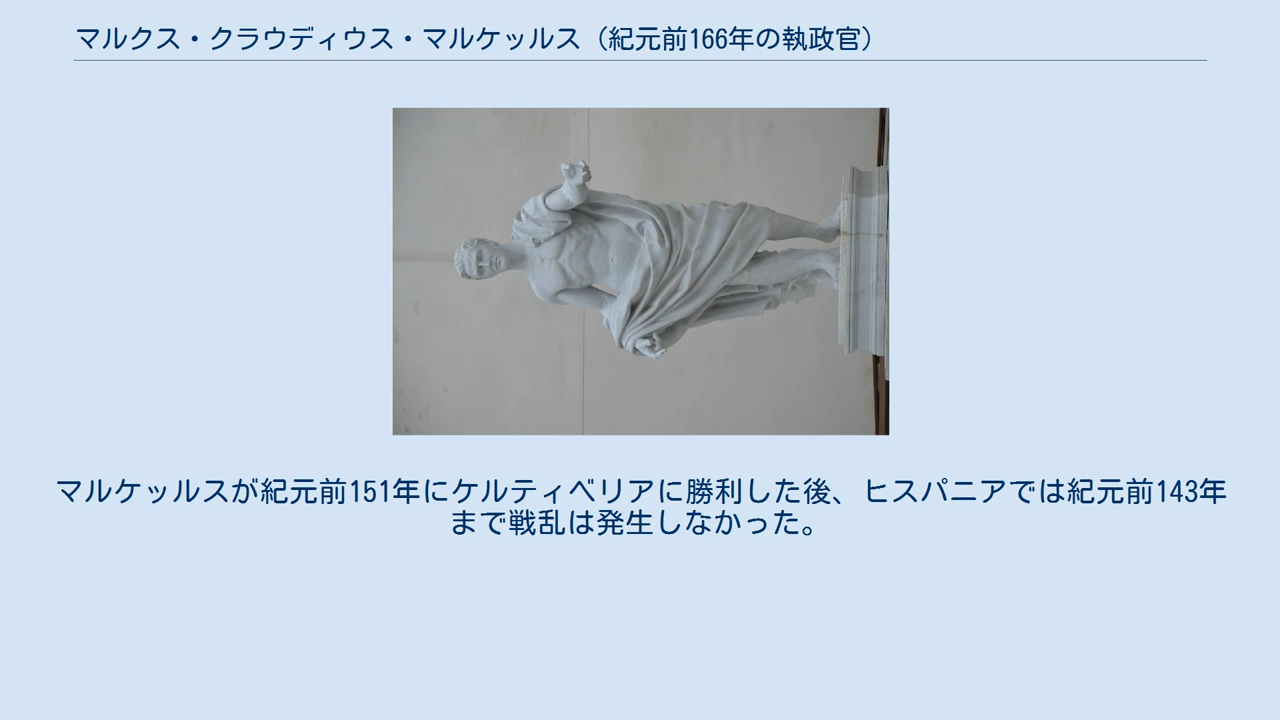 マルクス・クラウディウス・マルケッルス（紀元前166年の執政官）
マルケッルスが紀元前151年にケルティベリアに勝利した後、ヒスパニアでは紀元前143年
まで戦乱は発生しなかった。